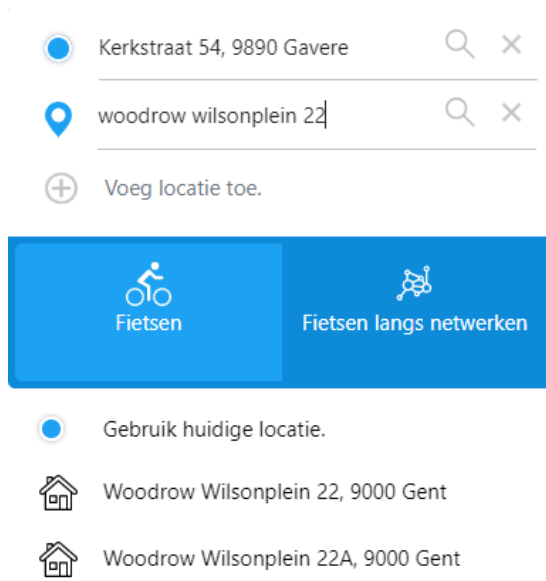 Kerkstraat 54, 9890 Gavere
woodrow wilsonplein 22
Voeg locatie toe.
Fietsen
Fietsen langs netwerken
Gebruik huidige locatie.
Woodrow Wilsonplein 22, 9000 Gent
Woodrow Wilsonplein 22A, 9000 Gent